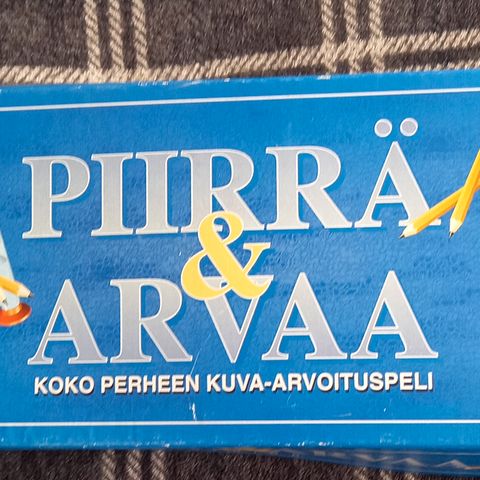 PIIRRÄ
&
ARVAA
KOKO PERHEEN KUVA-ARVOITUSPELI